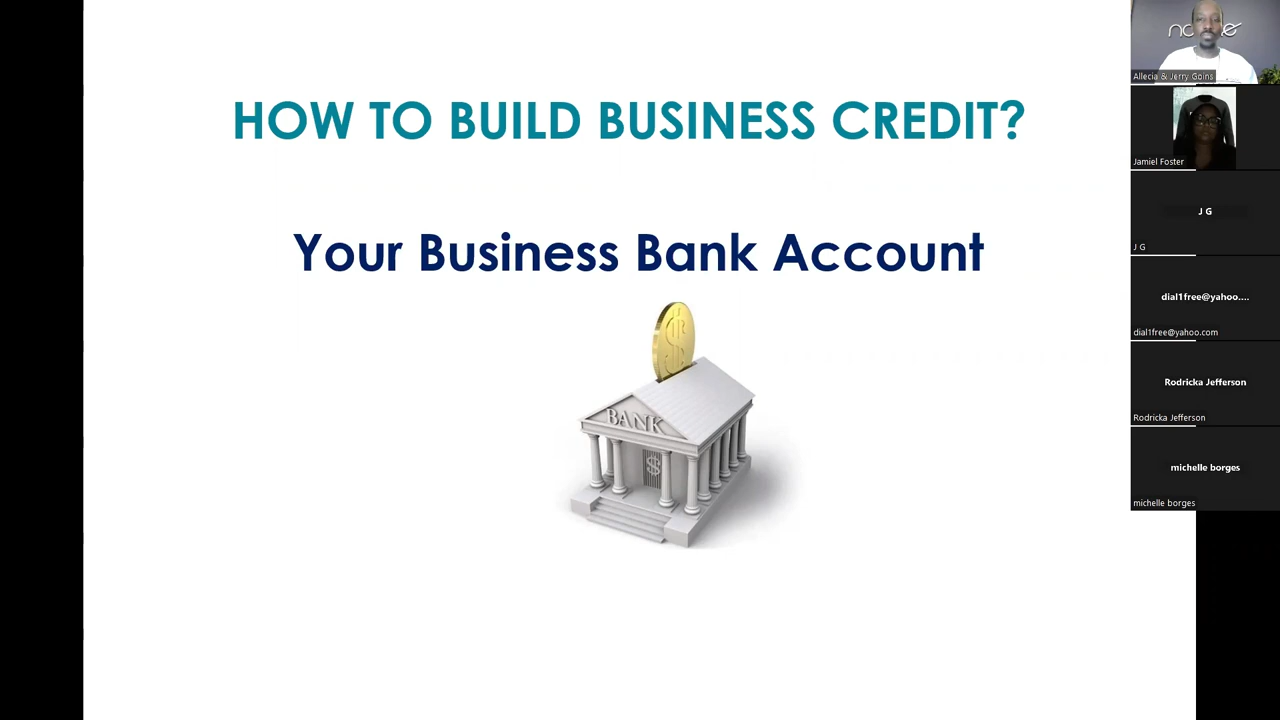 HOW TO BUILD BUSINESS CREDIT?
Your Business Bank Account
BANK
$
$
Allecia & Jerry Goins
Jamiel Foster
J G
J G
dial1free@yahoo....
dial1free@yahoo.com
Rodricka Jefferson
Rodricka Jefferson
michelle borges
michelle borges